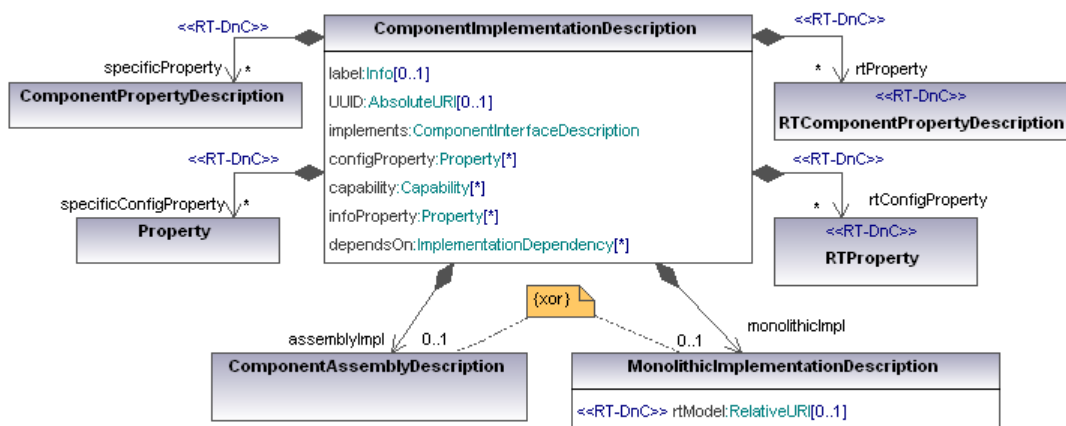 <<RT-DnC>>
ComponentImplementationDescription
<<RT-DnC>>
specificProperty
*
*
rtProperty
ComponentPropertyDescription
label:Info[0..1]
UUID:AbsoluteURI[0..1]
implements:ComponentInterfaceDescription
configProperty:Property[*]
capability:Capability[*]
infoProperty:Property[*]
dependsOn:ImplementationDependency[*]
<<RT-DnC>>
RTComponentPropertyDescription
<<RT-DnC>>
<<RT-DnC>>
specificConfigProperty
*
*
rtConfigProperty
Property
<<RT-DnC>>
RTProperty
{xor}
assemblyImpl
0..1
0..1
monolithicImpl
ComponentAssemblyDescription
MonolithicImplementationDescription
<<RT-DnC>> rtModel:RelativeURI[0..1]